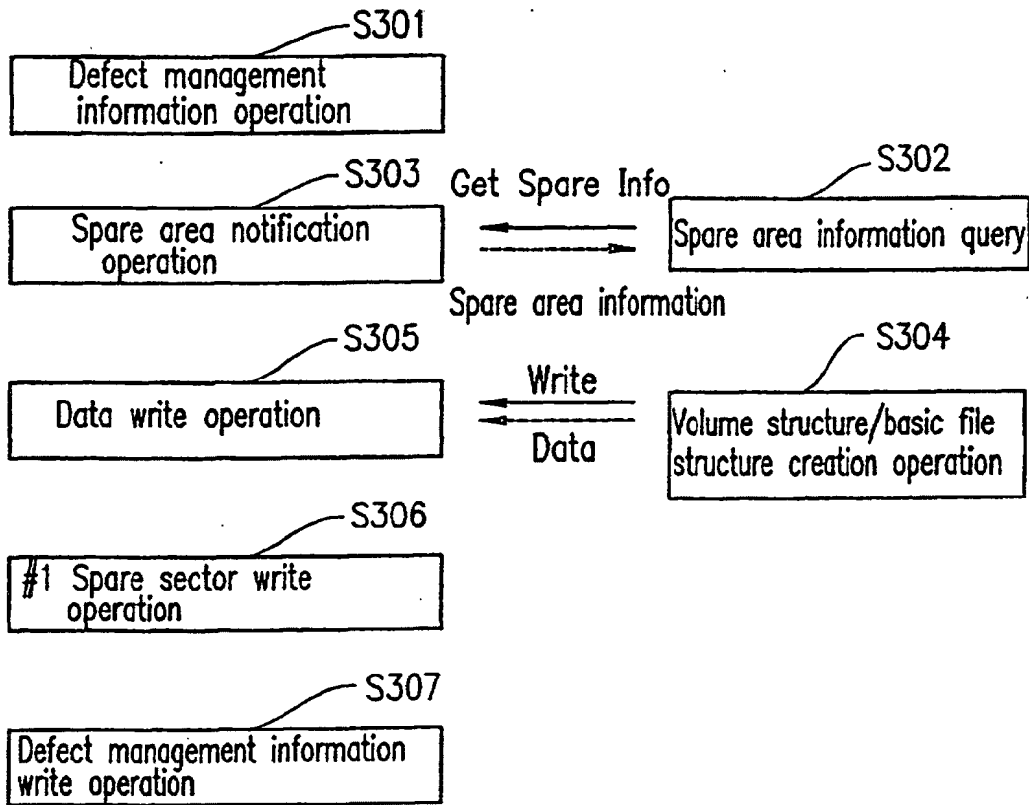 S301
Defect management
information operation
S303
Get Spare Info
S302
Spare area notification
operation
Spare area information query
Spare area information
S305
S304
Data write operation
Write
Data
Volume structure/basic file
structure creation operation
S306
#1 Spare sector write
operation
S307
Defect management information
write operation